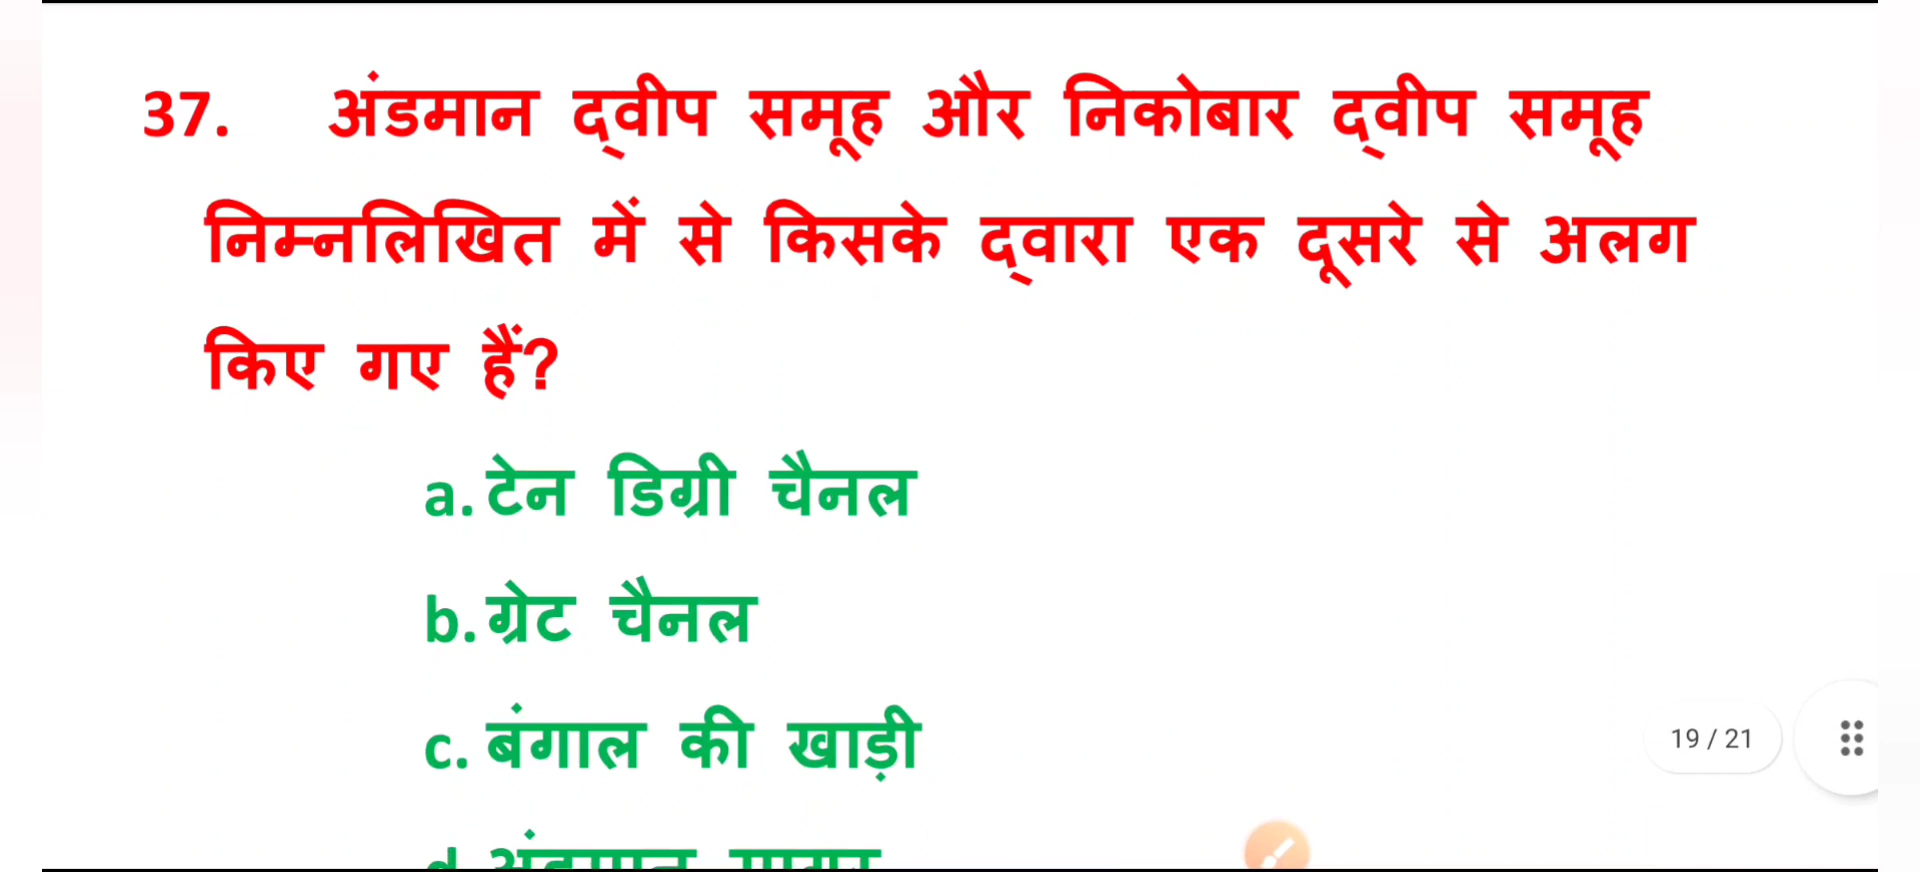 37. अंडमान द्वीप समूह और निकोबार द्वीप समूह
निम्नलिखित में से किसके द्वारा एक दूसरे से अलग
किए गए हैं?
a. टेन डिग्री चैनल
b. ग्रेट चैनल
c. बंगाल की खाड़ी
19 / 21